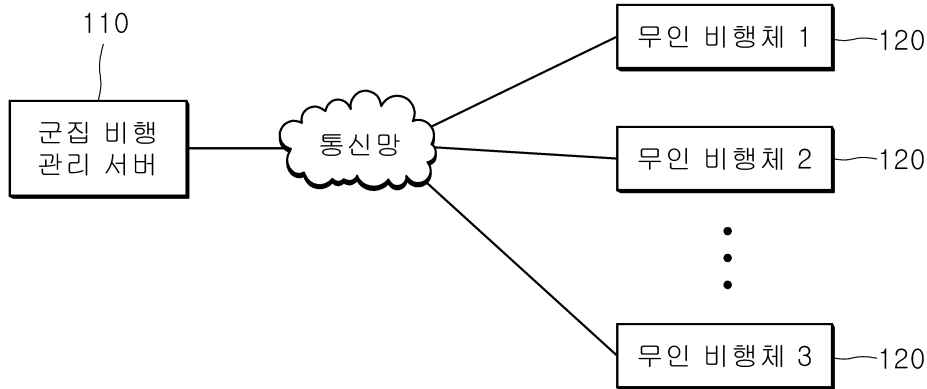 110
군집 비행
관리 서버
통신망
무인 비행체 1
120
무인 비행체 2
120
무인 비행체 3
120